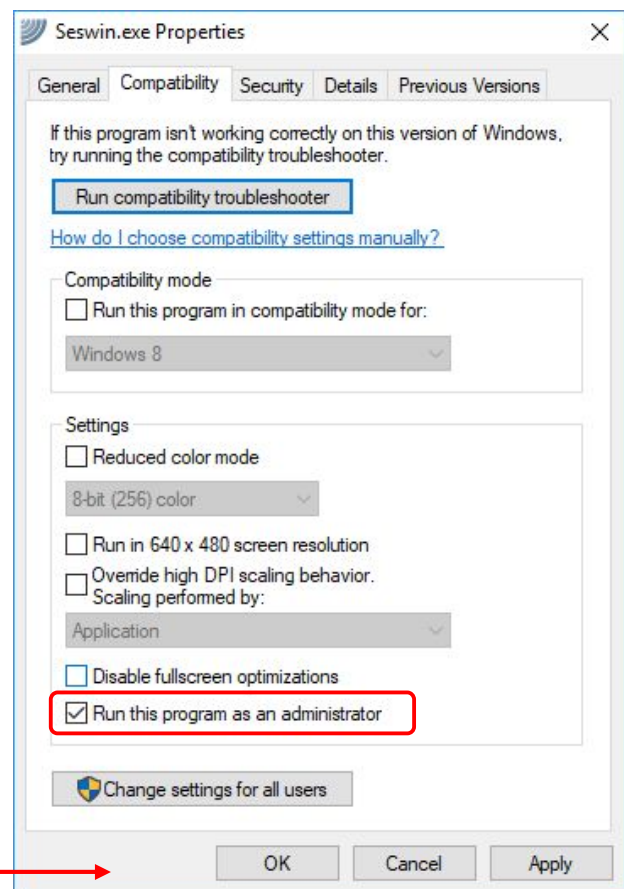 Seswin.exe Properties
General Compatibility Security Details Previous Versions
If this program isn't working correctly on this version of Windows,
try running the compatibility troubleshooter.
Run compatibility troubleshooter
How do I choose compatibility settings manually?
Compatibility mode
Run this program in compatibility mode for:
Windows 8
Settings
Reduced color mode
8-bit (256) color
Run in 640 x 480 screen resolution
Override high DPI scaling behavior.
Scaling performed by:
Application
Disable fullscreen optimizations
Run this program as an administrator
Change settings for all users
OK Cancel Apply